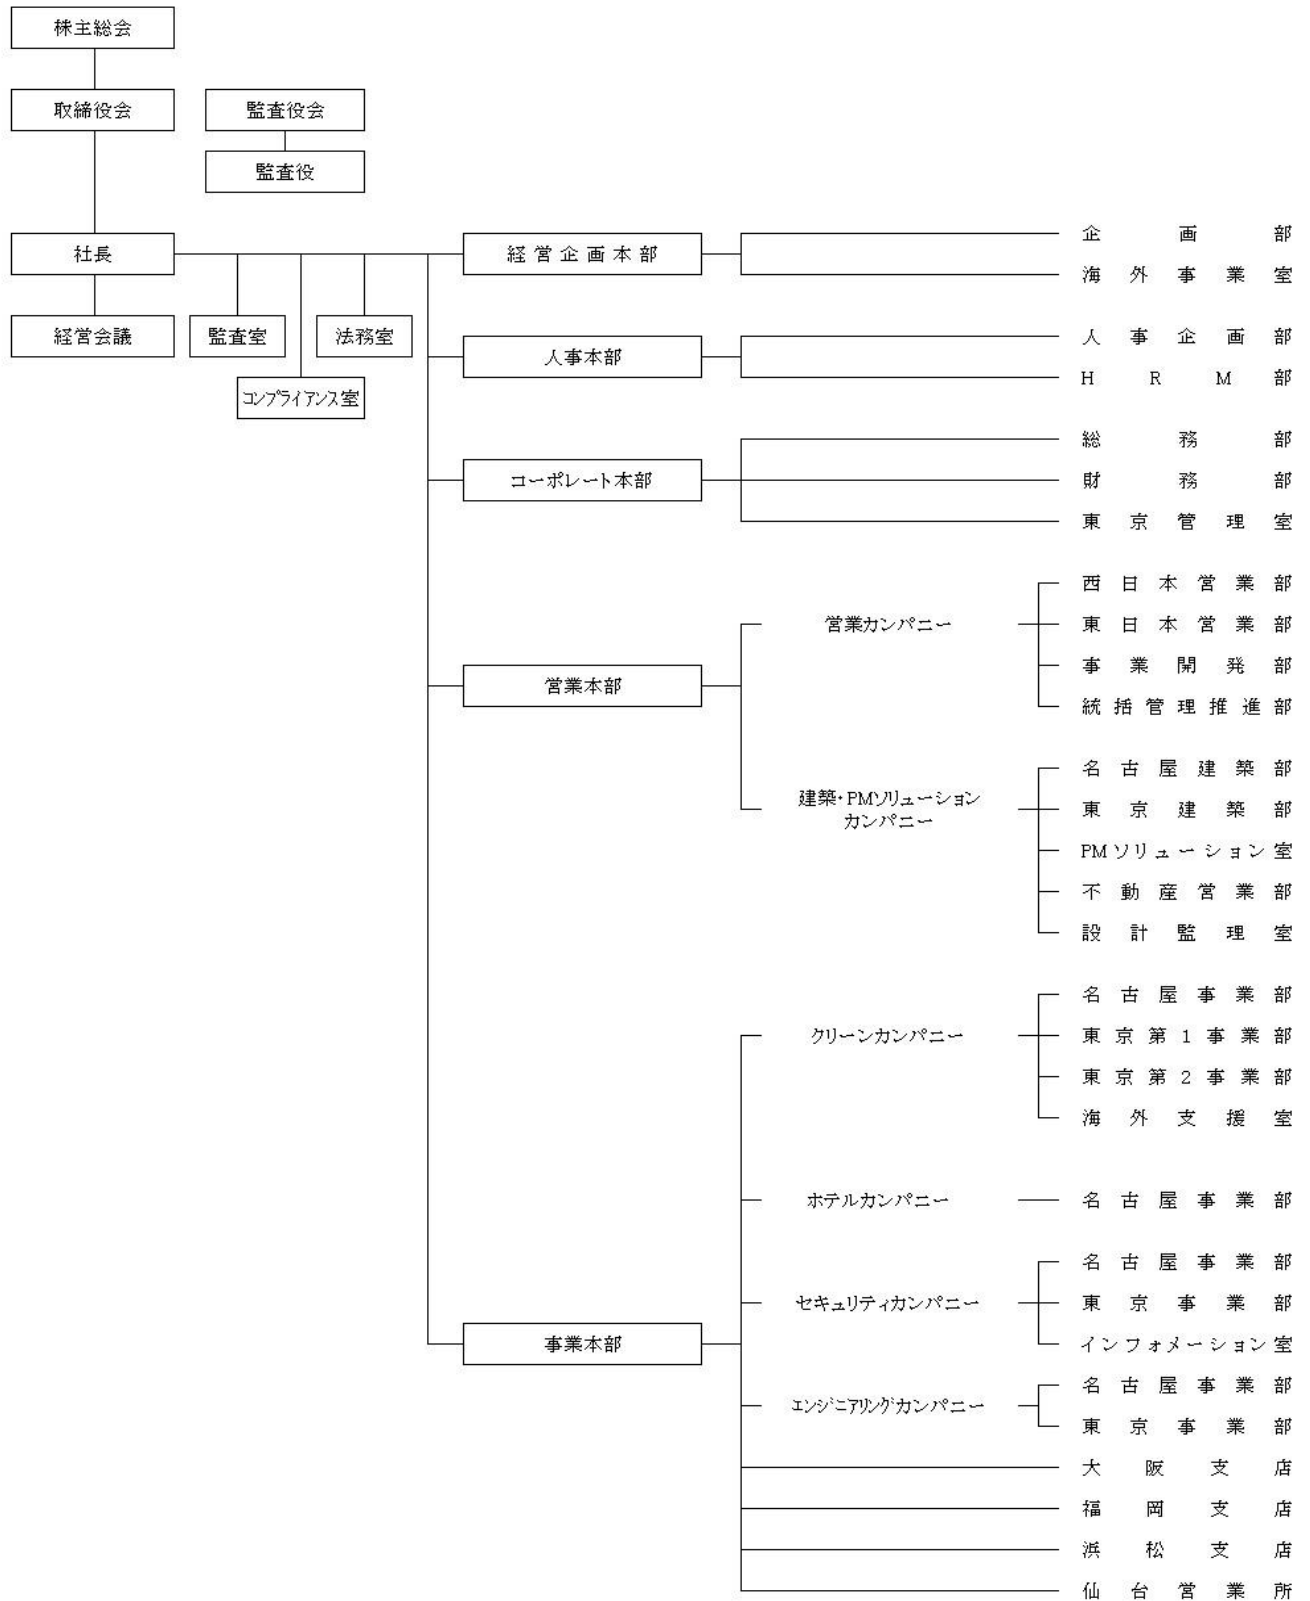 株主総会
取締役会
監査役会
監査役
社長
経営会議
監査室
法務室
コンプライアンス室
経営企画本部
企画部
海外事業室
人事本部
人事企画部
HRM部
コーポレート本部
総務部
財務部
東京管理室
営業本部
営業カンパニー
西日本営業部
東日本営業部
事業開発部
統括管理推進部
建築・PMソリューション
カンパニー
名古屋建築部
東京建築部
PMソリューション室
不動産営業部
設計監理室
事業本部
クリーンカンパニー
名古屋事業部
東京第1事業部
東京第2事業部
海外支援室
ホテルカンパニー
名古屋事業部
セキュリティカンパニー
名古屋事業部
東京事業部
インフォメーション室
エンジニアリングカンパニー
名古屋事業部
東京事業部
大阪支店
福岡支店
浜松支店
仙台営業所